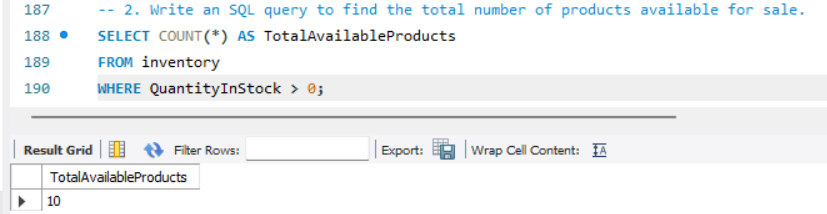 187 -- 2. Write an SQL query to find the total number of products available for sale.
188 SELECT COUNT(*) AS TotalAvailableProducts
189 FROM inventory
190 WHERE QuantityInStock > 0;
Result Grid Filter Rows: Export: Wrap Cell Content: IA
TotalAvailableProducts
10